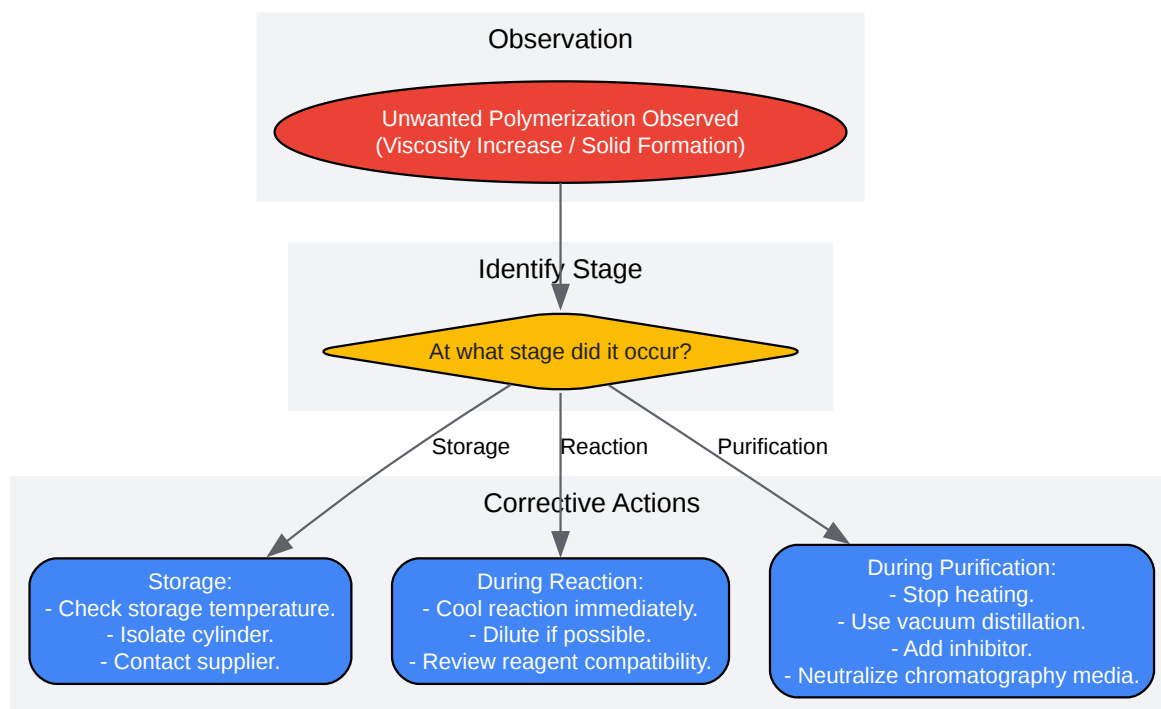 Observation
Unwanted Polymerization Observed
(Viscosity Increase / Solid Formation)
Identify Stage
At what stage did it occur?
Storage
Reaction
Purification
Corrective Actions
Storage:
- Check storage temperature.
- Isolate cylinder.
- Contact supplier.
During Reaction:
- Cool reaction immediately.
- Dilute if possible.
- Review reagent compatibility.
During Purification:
- Stop heating.
- Use vacuum distillation.
- Add inhibitor.
- Neutralize chromatography media.